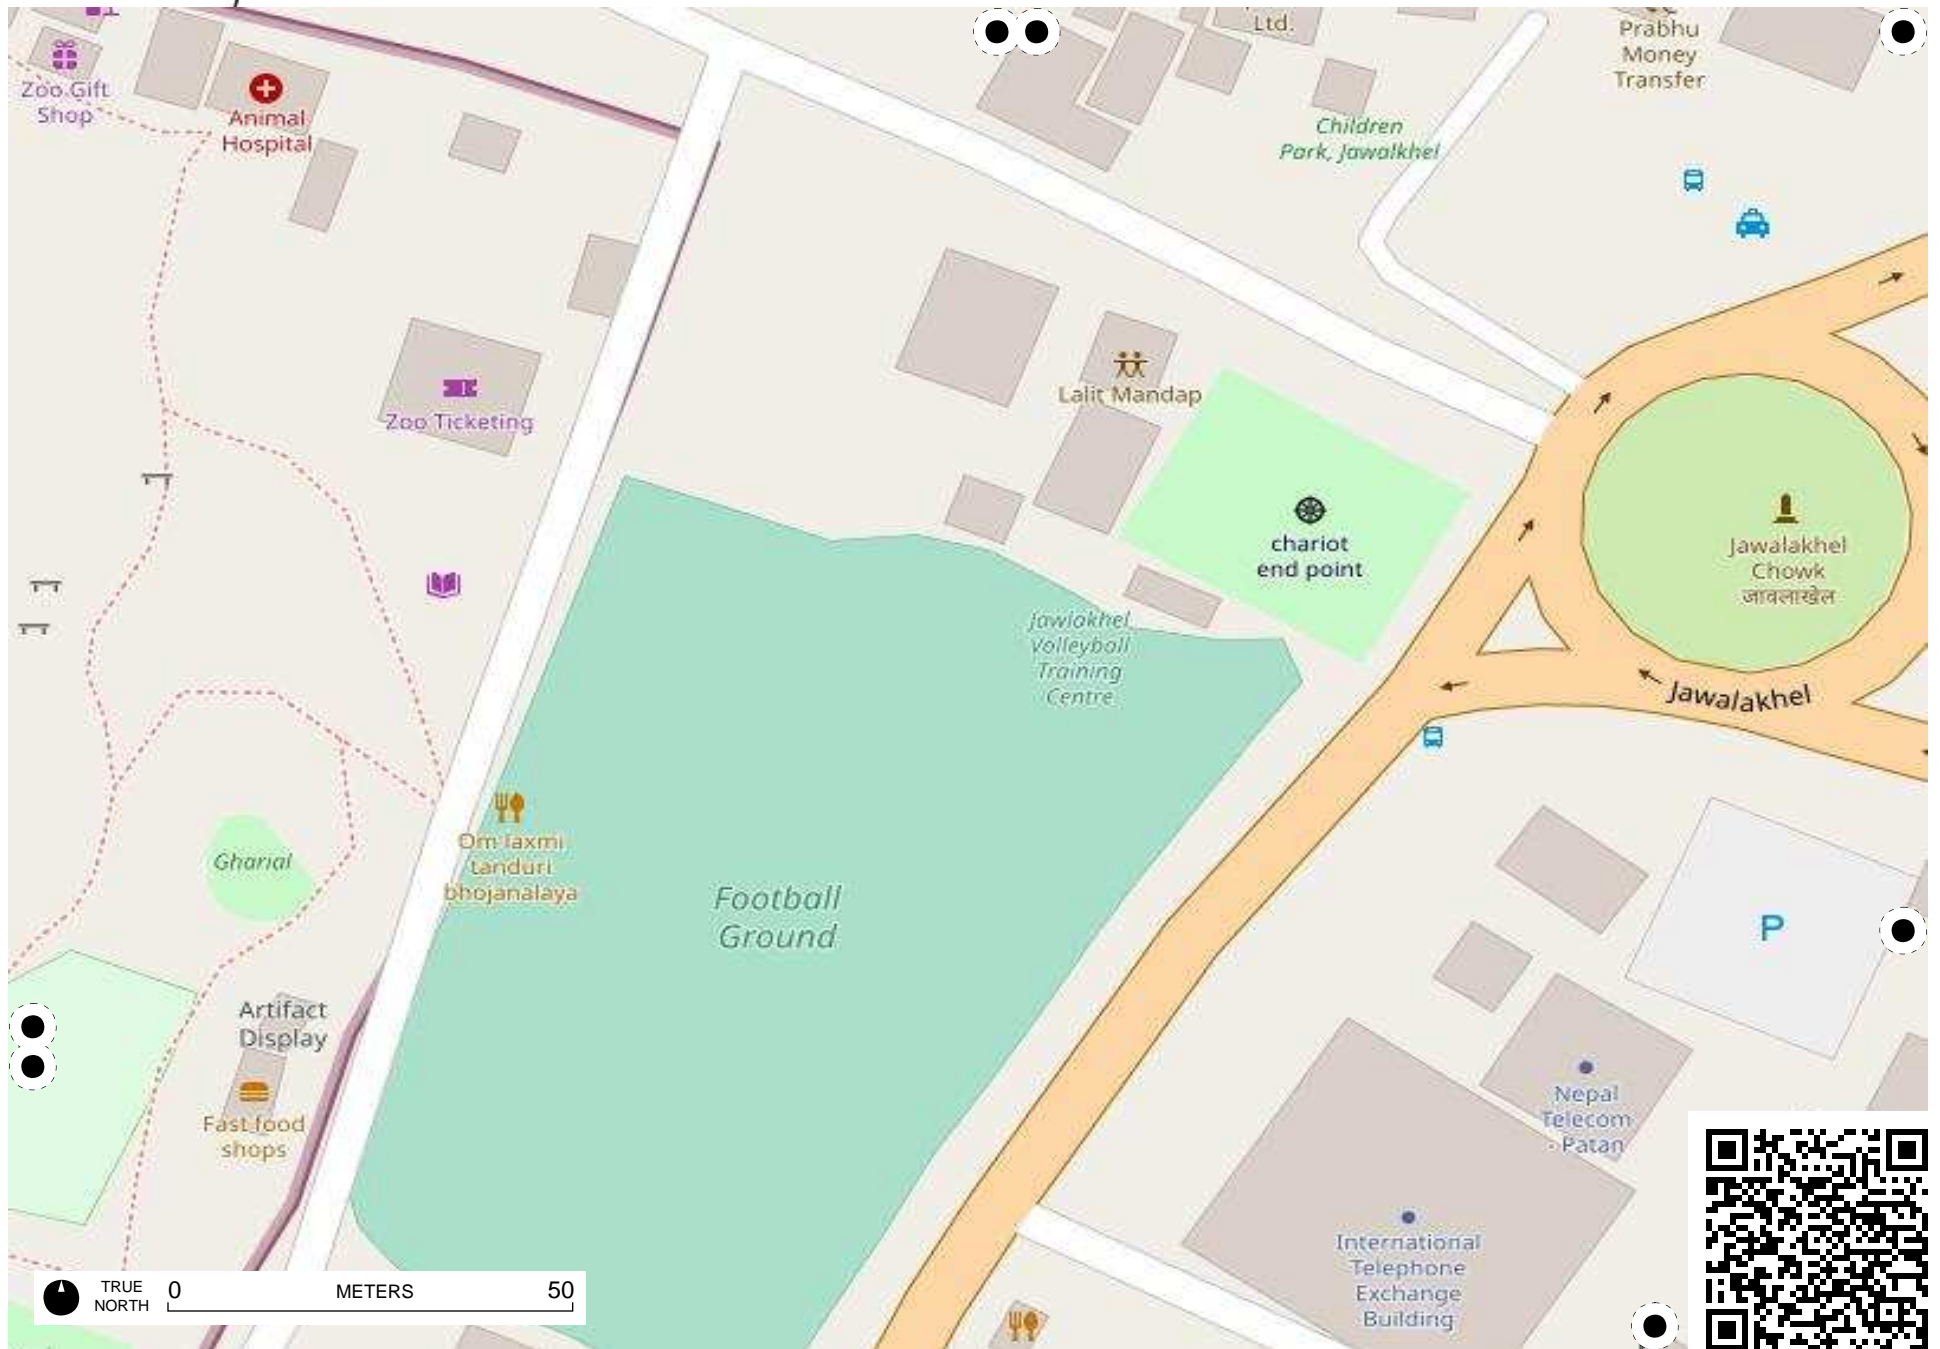 Ltd.
Prabhu
Money
Transfer
Zoo Gift
Shop
Animal
Hospital
Children
Park, Jawalkhel
Lalit Mandap
Zoo Ticketing
chariot
end point
Jawalakhel
Chowk
जावलाखेल
Jawlakhel
Volleyball
Training
Centre
Jawalakhel
Om laxmi
tanduri
bhojanalaya
Gharial
Football
Ground
P
Artifact
Display
Fast food
shops
Nepal
Telecom
- Patan
International
Telephone
Exchange
Building
TRUE
NORTH
0 METERS 50